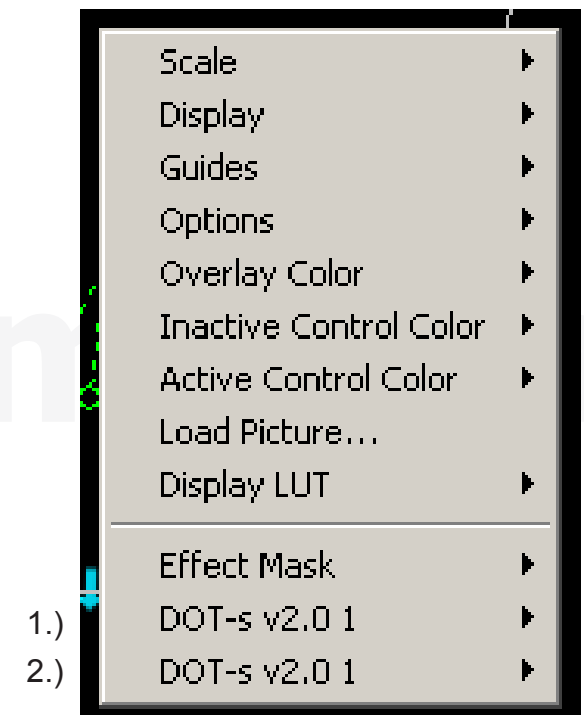 Scale
Display
Guides
Options
Overlay Color
Inactive Control Color
Active Control Color
Load Picture...
Display LUT
Effect Mask
1.) DOT-s v2.0 1
2.) DOT-s v2.0 1